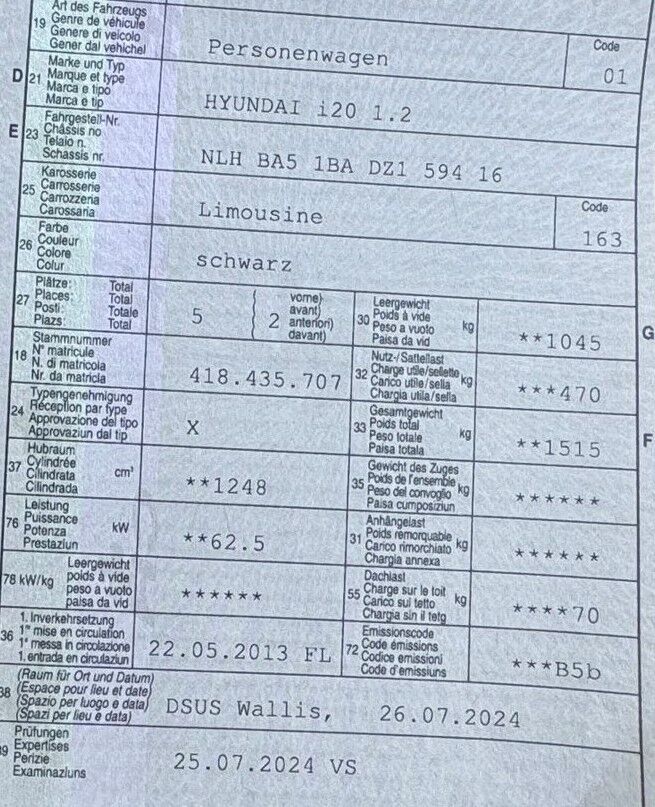 Art des Fahrzeugs
19 Genre de véhicule
Genere di veicolo
Gener dal vehichel
Personenwagen
Code
01
D 21 Marke und Typ
Marque et type
Marca e tipo
Marca e tip
HYUNDAI i20 1.2
E 23 Fahrgestell-Nr.
Châssis no
Telaio n.
Schassis nr.
NLH BA5 1BA DZ1 594 16
25 Karosserie
Carrosserie
Carrozzeria
Carossaria
Limousine
Code
163
26 Farbe
Couleur
Colore
Colur
schwarz
27 Plätze: Total
Places: Total
Posti: Totale
Plazs: Total
5 { 2 vorne)
avant)
anteriori)
davant)
30 Leergewicht
Poids à vide
Peso a vuoto kg
Paisa da vid
**1045 G
18 Stammnummer
N° matricule
N. di matricola
Nr. da matricla
418.435.707
32 Nutz-/Sattellast
Charge utile/sellette
Carico utile/sella kg
Chargia utila/sella
***470
24 Typengenehmigung
Réception par type
Approvazione del tipo
Approvaziun dal tip
X
33 Gesamtgewicht
Poids total
Peso totale kg
Paisa totala
**1515 F
37 Hubraum
Cylindrée
Cilindrata cm³
Cilindrada
**1248
35 Gewicht des Zuges
Poids de l'ensemble
Peso del convoglio kg
Paisa cumposiziun
******
76 Leistung
Puissance kW
Potenza
Prestaziun
**62.5
31 Anhängelast
Poids remorquable
Carico rimorchiato kg
Chargia annexa
******
78 kW/kg Leergewicht
poids à vide
peso a vuoto
paisa da vid
******
55 Dachlast
Charge sur le toit
Carico sul tetto kg
Chargia sin il tetg
****70
36 1. Inverkehrsetzung
1re mise en circulation
1a messa in circolazione
1. entrada en circulaziun
22.05.2013 FL
72 Emissionscode
Code émissions
Codice emissioni
Code d'emissiuns
***B5b
38 (Raum für Ort und Datum)
(Espace pour lieu et date)
(Spazio per luogo e data)
(Spazi per lieu e data)
DSUS Wallis, 26.07.2024
39 Prüfungen
Expertises
Perizie
Examinaziuns
25.07.2024 VS